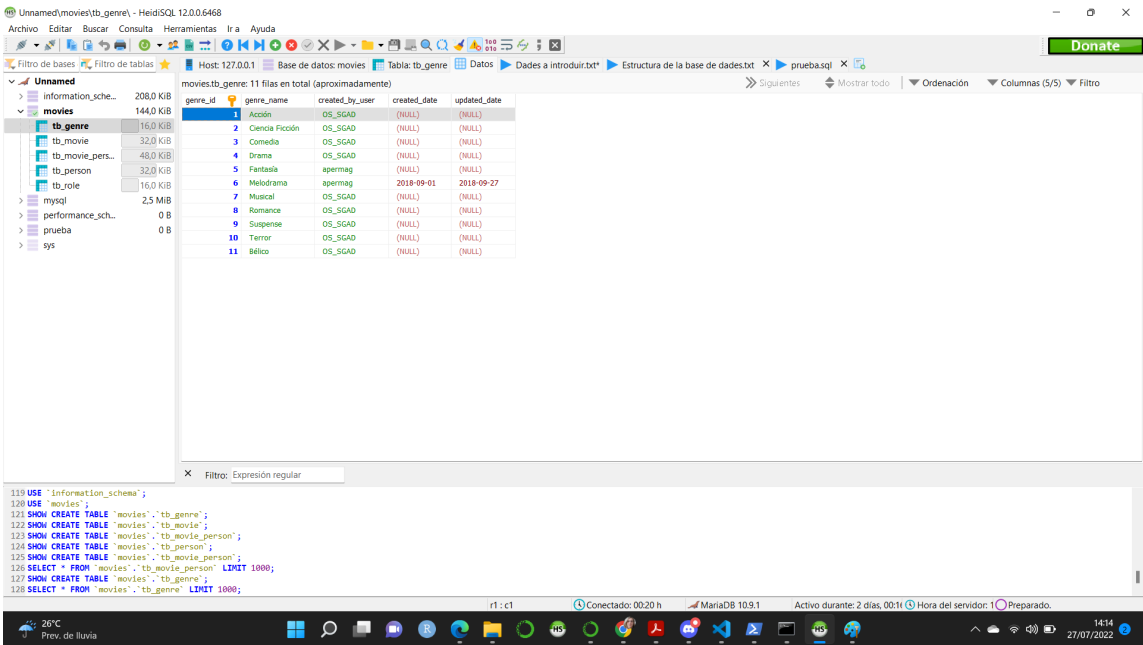 Unnamed\movies\tb_genre\ - HeidiSQL 12.0.0.6468
Archivo Editar Buscar Consulta Herramientas Ir a Ayuda
Donate
Filtro de bases Filtro de tablas Host: 127.0.0.1 Base de datos: movies Tabla: tb_genre Datos Dades a introduir.txt* Estructura de la base de dades.txt prueba.sql
Unnamed movies.tb_genre: 11 filas en total (aproximadamente) Siguientes Mostrar todo Ordenación Columnas (5/5) Filtro
information_sche... 208,0 KiB
movies 144,0 KiB
tb_genre 16,0 KiB
tb_movie 32,0 KiB
tb_movie_pers... 48,0 KiB
tb_person 32,0 KiB
tb_role 16,0 KiB
mysql 2,5 MiB
performance_sch... 0 B
prueba 0 B
sys
genre_id genre_name created_by_user created_date updated_date
1 Acción OS_SGAD (NULL) (NULL)
2 Ciencia Ficción OS_SGAD (NULL) (NULL)
3 Comedia OS_SGAD (NULL) (NULL)
4 Drama OS_SGAD (NULL) (NULL)
5 Fantasía apermag (NULL) (NULL)
6 Melodrama apermag 2018-09-01 2018-09-27
7 Musical OS_SGAD (NULL) (NULL)
8 Romance OS_SGAD (NULL) (NULL)
9 Suspense OS_SGAD (NULL) (NULL)
10 Terror OS_SGAD (NULL) (NULL)
11 Bélico OS_SGAD (NULL) (NULL)
Filtro: Expresión regular
119 USE `information_schema`;
120 USE `movies`;
121 SHOW CREATE TABLE `movies`.`tb_genre`;
122 SHOW CREATE TABLE `movies`.`tb_movie`;
123 SHOW CREATE TABLE `movies`.`tb_movie_person`;
124 SHOW CREATE TABLE `movies`.`tb_person`;
125 SHOW CREATE TABLE `movies`.`tb_movie_person`;
126 SELECT * FROM `movies`.`tb_movie_person` LIMIT 1000;
127 SHOW CREATE TABLE `movies`.`tb_genre`;
128 SELECT * FROM `movies`.`tb_genre` LIMIT 1000;
r1 : c1 Conectado: 00:20 h MariaDB 10.9.1 Activo durante: 2 días, 00:1 Hora del servidor: 1 Preparado.
26°C
Prev. de lluvia
14:14
27/07/2022